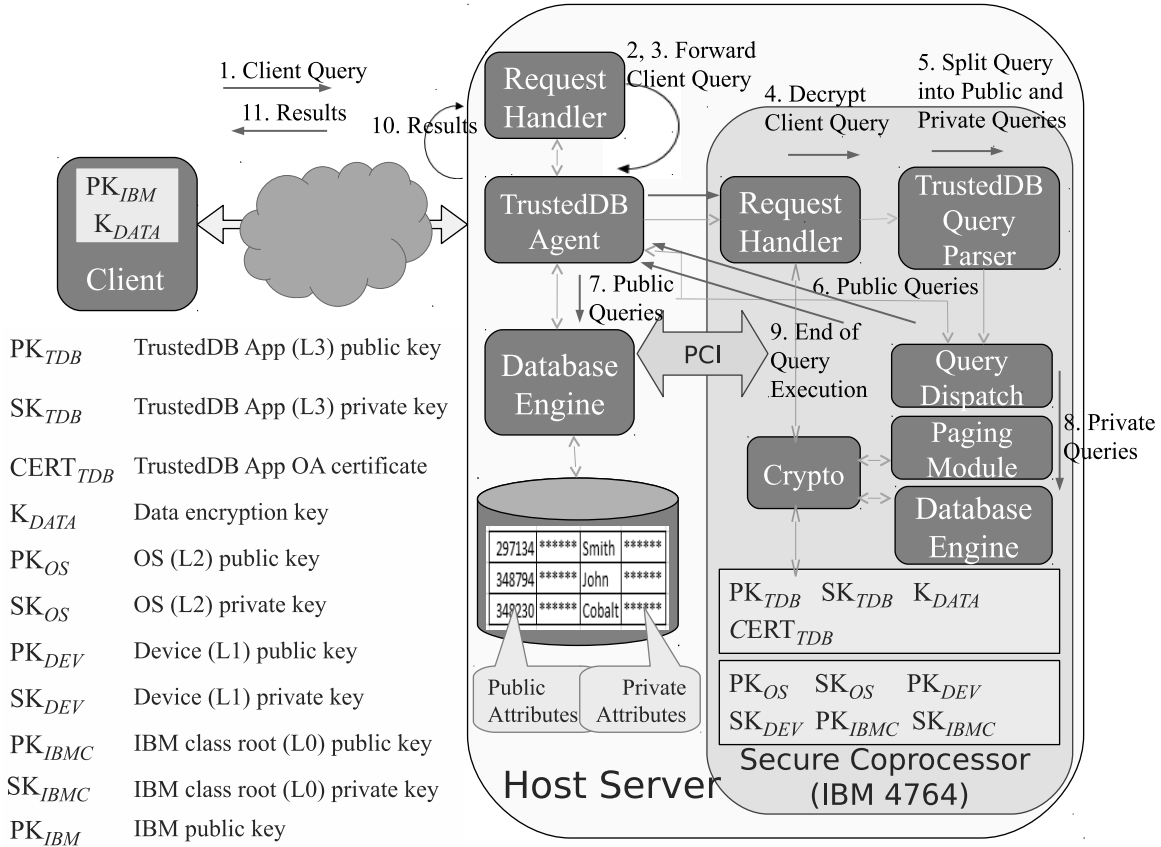 1. Client Query
11. Results
10. Results
PK_IBM
K_DATA
Client
Request
Handler
2, 3. Forward
Client Query
TrustedDB
Agent
7. Public
Queries
Database
Engine
PCI
4. Decrypt
Client Query
5. Split Query
into Public and
Private Queries
Request
Handler
TrustedDB
Query
Parser
6. Public Queries
9. End of
Query
Execution
Query
Dispatch
8. Private
Queries
Paging
Module
Crypto
Database
Engine
297134 ****** Smith ******
348794 ****** John ******
348230 ****** Cobalt ******
Public
Attributes
Private
Attributes
PK_TDB SK_TDB K_DATA
CERT_TDB
PK_OS SK_OS PK_DEV
SK_DEV PK_IBMC SK_IBMC
Host Server
Secure Coprocessor
(IBM 4764)
PK_TDB TrustedDB App (L3) public key
SK_TDB TrustedDB App (L3) private key
CERT_TDB TrustedDB App OA certificate
K_DATA Data encryption key
PK_OS OS (L2) public key
SK_OS OS (L2) private key
PK_DEV Device (L1) public key
SK_DEV Device (L1) private key
PK_IBMC IBM class root (L0) public key
SK_IBMC IBM class root (L0) private key
PK_IBM IBM public key